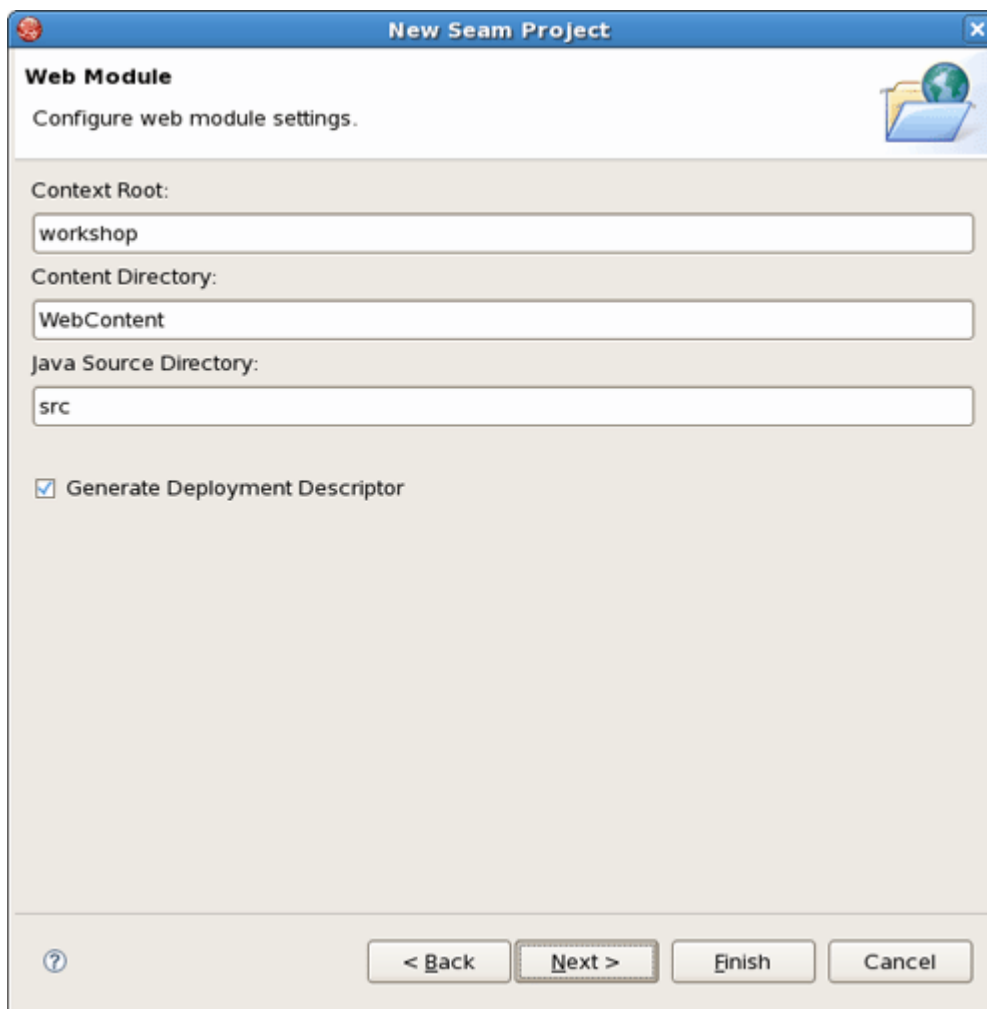 New Seam Project
Web Module
Configure web module settings.
Context Root:
workshop
Content Directory:
WebContent
Java Source Directory:
src
Generate Deployment Descriptor
?
< Back Next > Finish Cancel